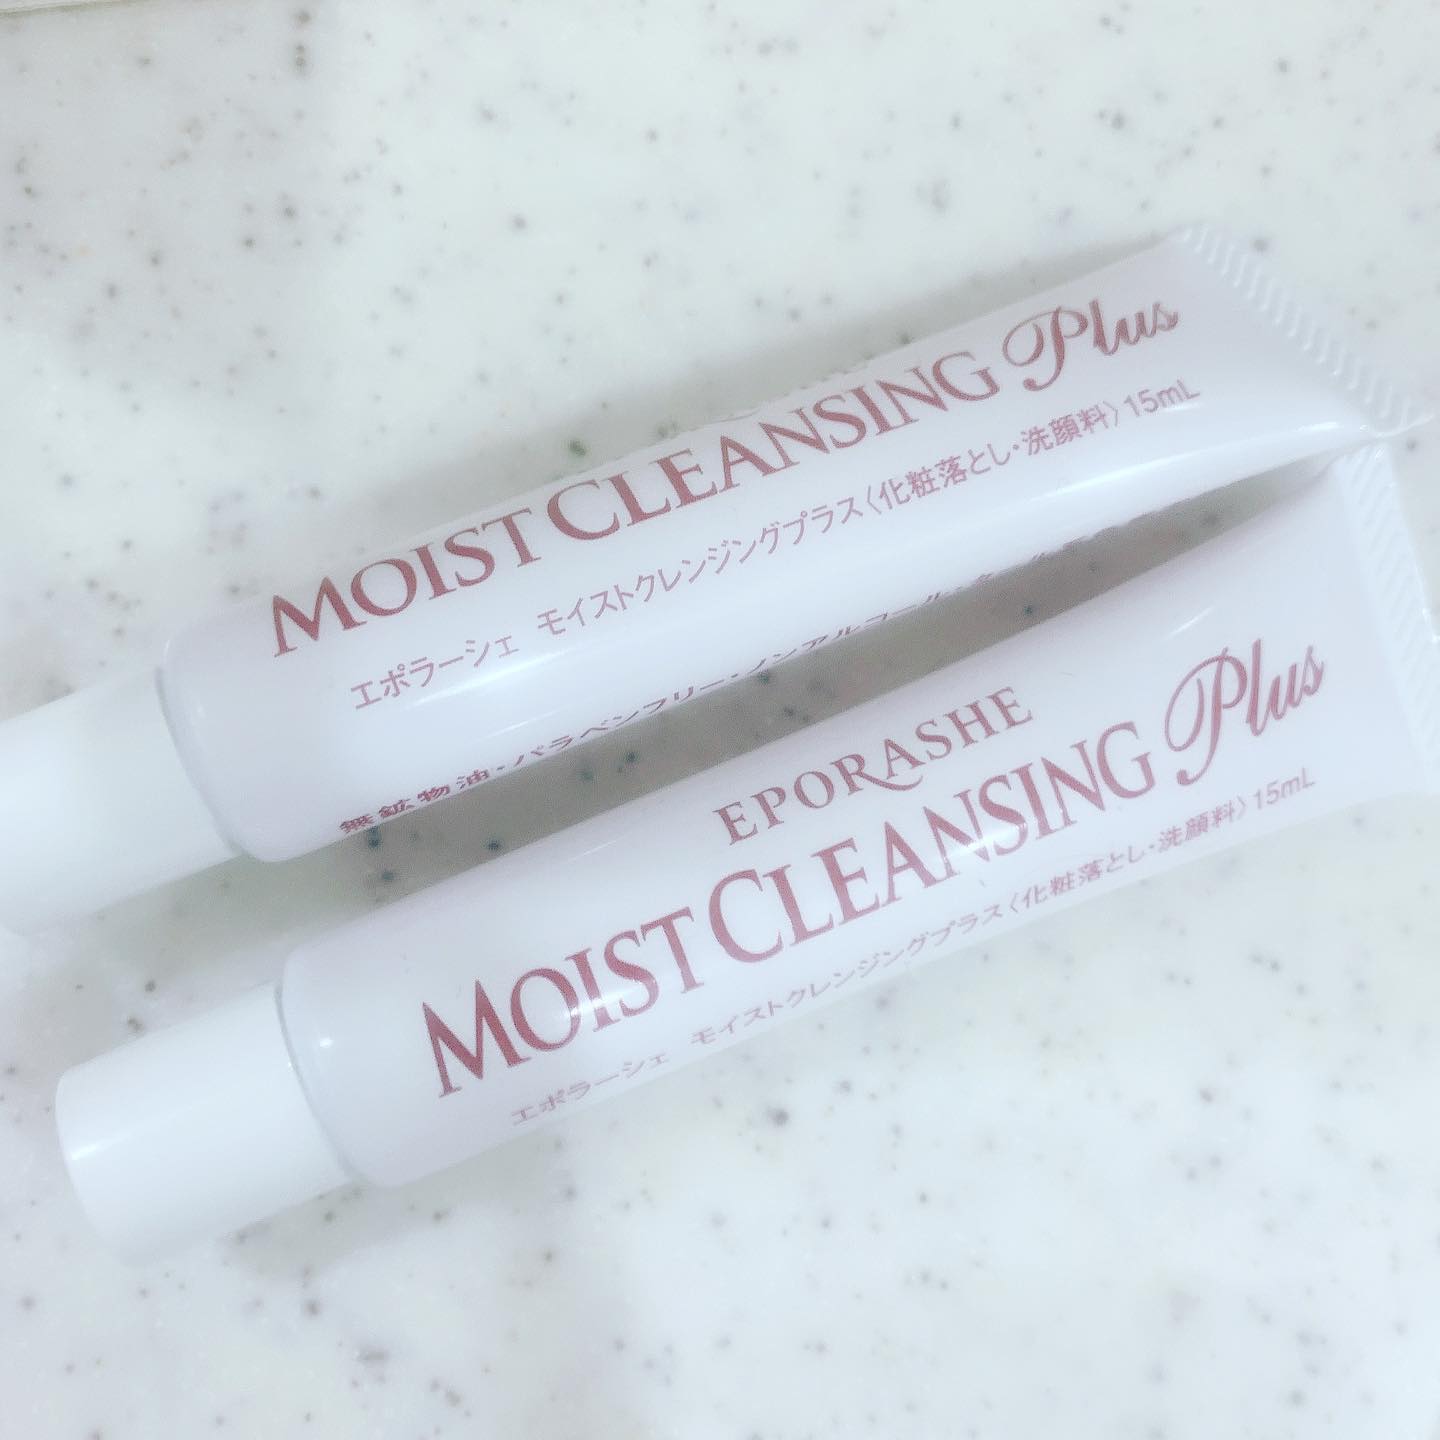 MOIST CLEANSING Plus
エポラーシェ モイストクレンジングプラス〈化粧落とし・洗顔料〉15mL
無鉱物油・パラベンフリー・ノンアルコール
EPORASHE
MOIST CLEANSING Plus
エポラーシェ モイストクレンジングプラス〈化粧落とし・洗顔料〉15mL